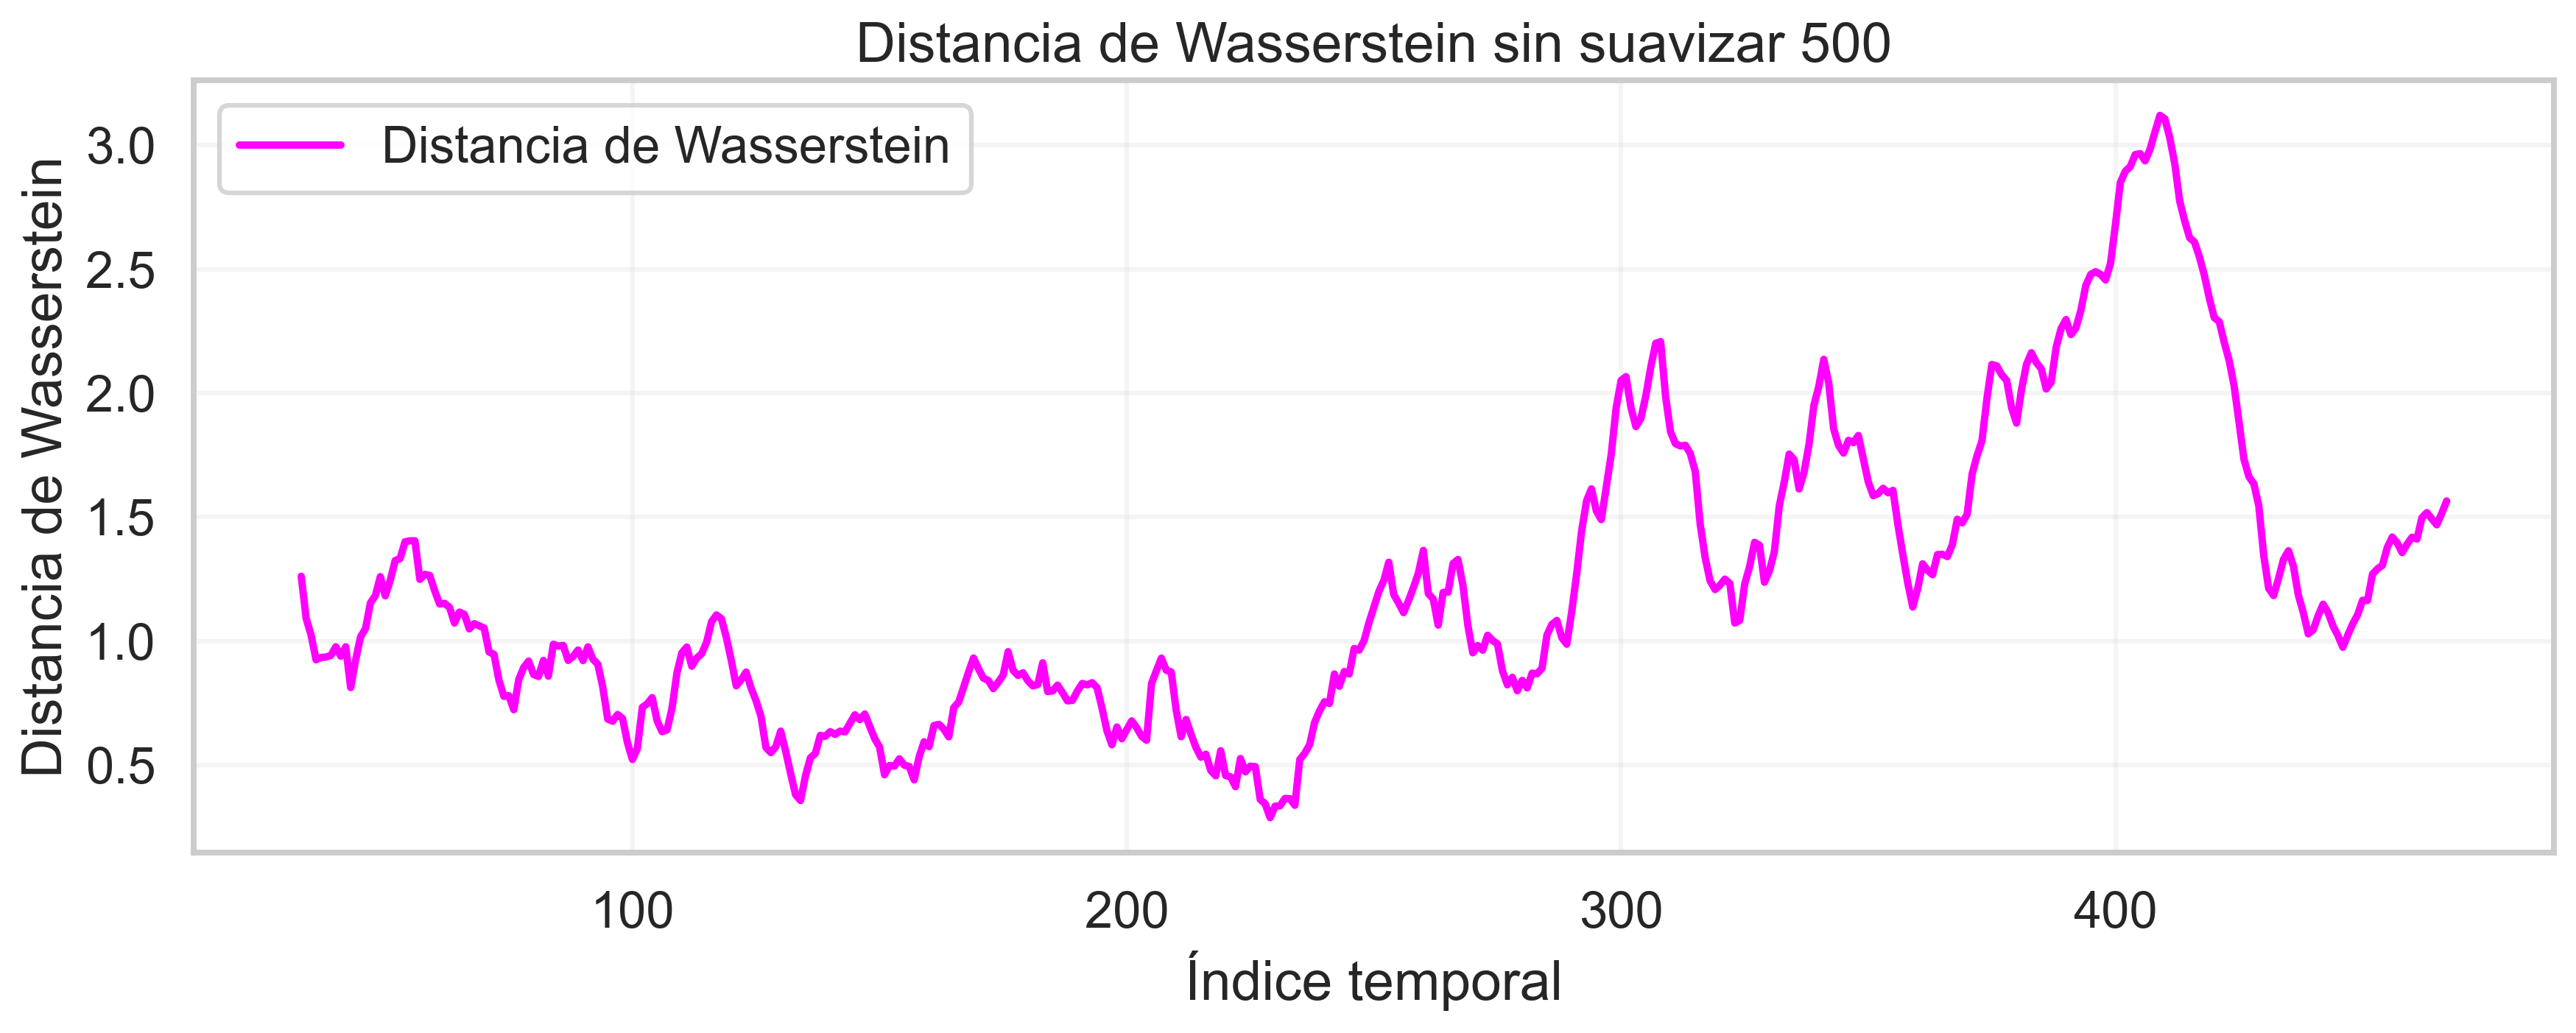 Distancia de Wasserstein sin suavizar 500
Distancia de Wasserstein
Distancia de Wasserstein
3.0
2.5
2.0
1.5
1.0
0.5
100 200 300 400
Índice temporal